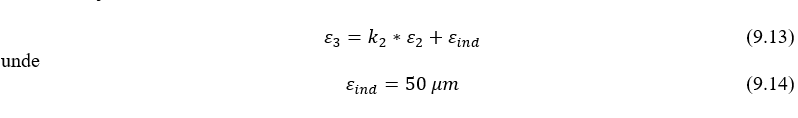 ε₃ = k₂ * ε₂ + ε_ind (9.13)
unde
ε_ind = 50 μm (9.14)